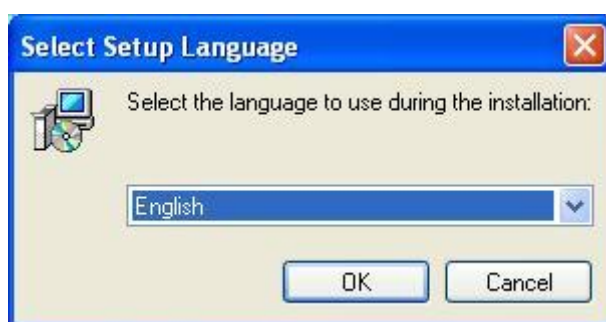 Select Setup Language
Select the language to use during the installation:
English
OK
Cancel